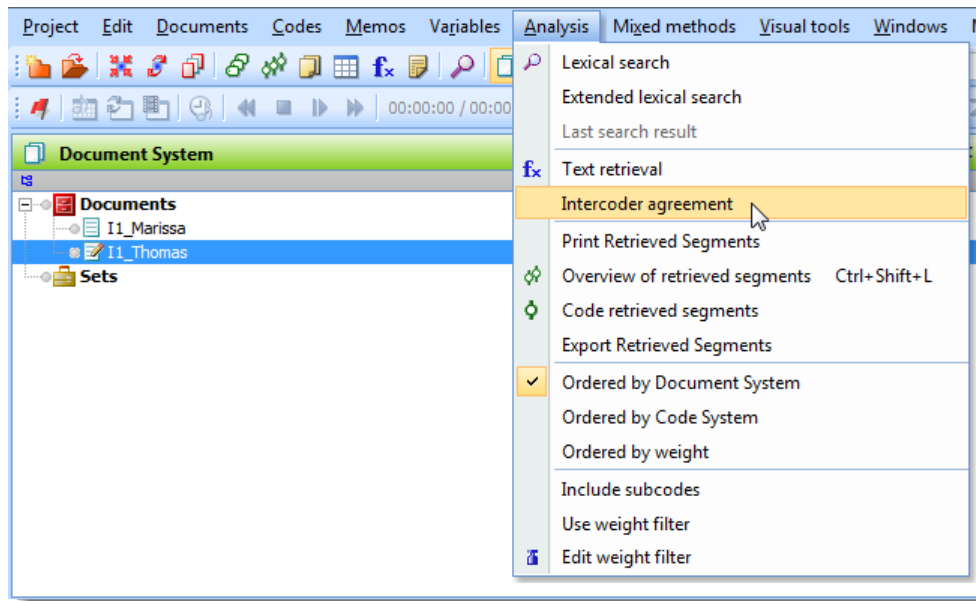 Project Edit Documents Codes Memos Variables Analysis Mixed methods Visual tools Windows
Lexical search
Extended lexical search
Last search result
fx Text retrieval
Intercoder agreement
Print Retrieved Segments
Overview of retrieved segments Ctrl+Shift+L
Code retrieved segments
Export Retrieved Segments
Ordered by Document System
Ordered by Code System
Ordered by weight
Include subcodes
Use weight filter
Edit weight filter
fx
00:00:00 / 00:00
Document System
Documents
I1_Marissa
I1_Thomas
Sets